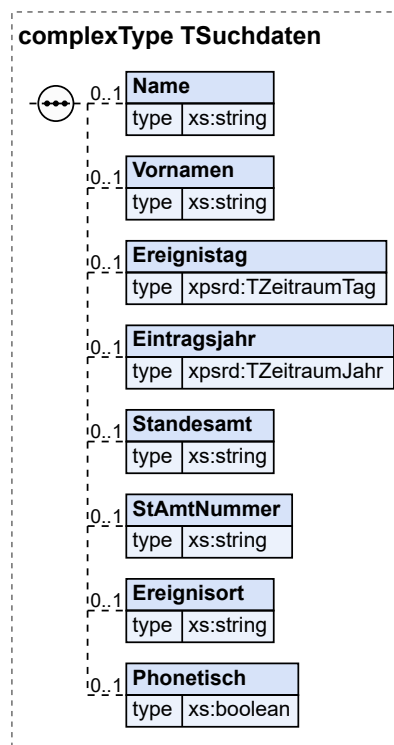 complexType TSuchdaten
0..1 Name
type xs:string
0..1 Vornamen
type xs:string
0..1 Ereignistag
type xpsrd:TZeitraumTag
0..1 Eintragsjahr
type xpsrd:TZeitraumJahr
0..1 Standesamt
type xs:string
0..1 StAmtNummer
type xs:string
0..1 Ereignisort
type xs:string
0..1 Phonetisch
type xs:boolean